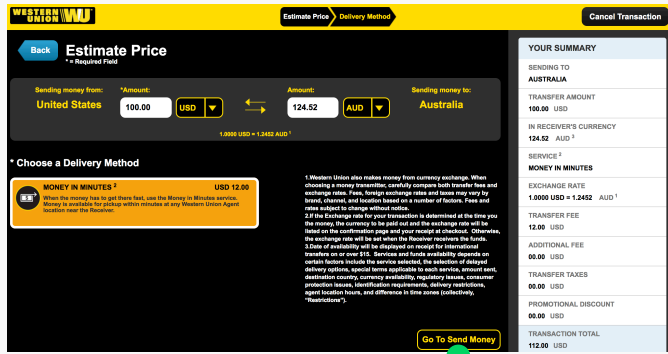 WESTERN UNION WU
Estimate Price
Delivery Method
Cancel Transaction
Back
Estimate Price
* = Required Field
Sending money from:
*Amount:
Amount:
Sending money to:
United States
100.00
USD
124.52
AUD
Australia
1.0000 USD = 1.2452 AUD 1
* Choose a Delivery Method
MONEY IN MINUTES 2
USD 12.00
When the money has to get there fast, use the Money in Minutes service.
Money is available for pickup within minutes at any Western Union Agent
location near the Receiver.
1.Western Union also makes money from currency exchange. When
choosing a money transmitter, carefully compare both transfer fees and
exchange rates. Fees, foreign exchange rates and taxes may vary by
brand, channel, and location based on a number of factors. Fees and
rates subject to change without notice.
2.If the Exchange rate for your transaction is determined at the time you
the money, the currency to be paid out and the exchange rate will be
listed on the confirmation page and your receipt at checkout. Otherwise,
the exchange rate will be set when the Receiver receives the funds.
3.Date of availability will be displayed on receipt for international
transfers on or over $15. Services and funds availability depends on
certain factors include the service selected, the selection of delayed
delivery options, special terms applicable to each service, amount sent,
destination country, currency availability, regulatory issues, consumer
protection issues, identification requirements, delivery restrictions,
agent location hours, and difference in time zones (collectively,
"Restrictions").
Go To Send Money
YOUR SUMMARY
SENDING TO
AUSTRALIA
TRANSFER AMOUNT
100.00 USD
IN RECEIVER'S CURRENCY
124.52 AUD 2
SERVICE 2
MONEY IN MINUTES
EXCHANGE RATE
1.0000 USD = 1.2452 AUD 1
TRANSFER FEE
12.00 USD
ADDITIONAL FEE
00.00 USD
TRANSFER TAXES
00.00 USD
PROMOTIONAL DISCOUNT
00.00 USD
TRANSACTION TOTAL
112.00 USD